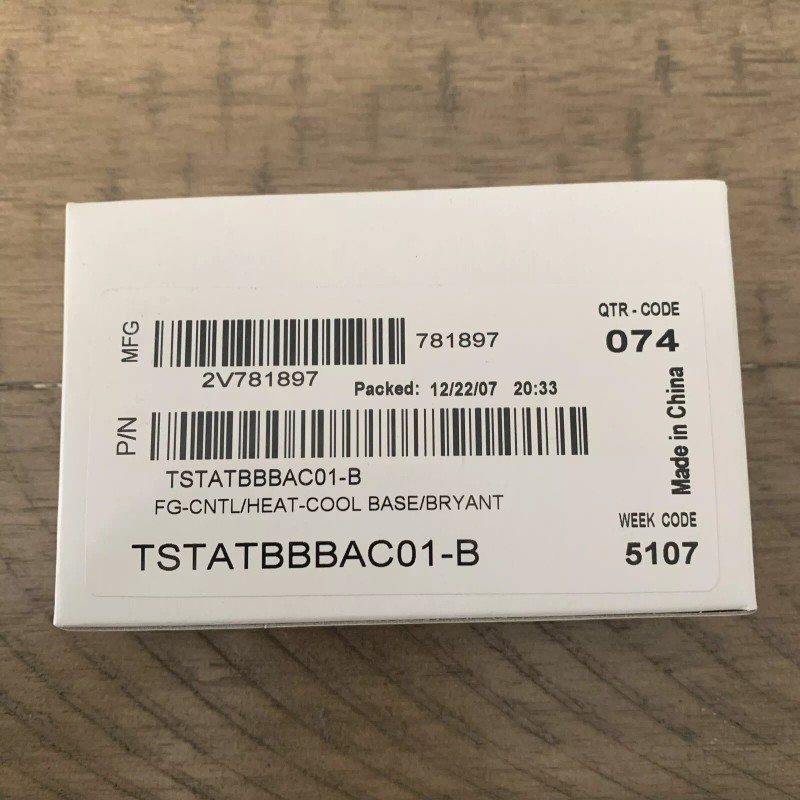 QTR - CODE
074
MFG
781897
2V781897
Packed: 12/22/07 20:33
Made in China
P/N
TSTATBBBAC01-B
FG-CNTL/HEAT-COOL BASE/BRYANT
WEEK CODE
TSTATBBBAC01-B
5107